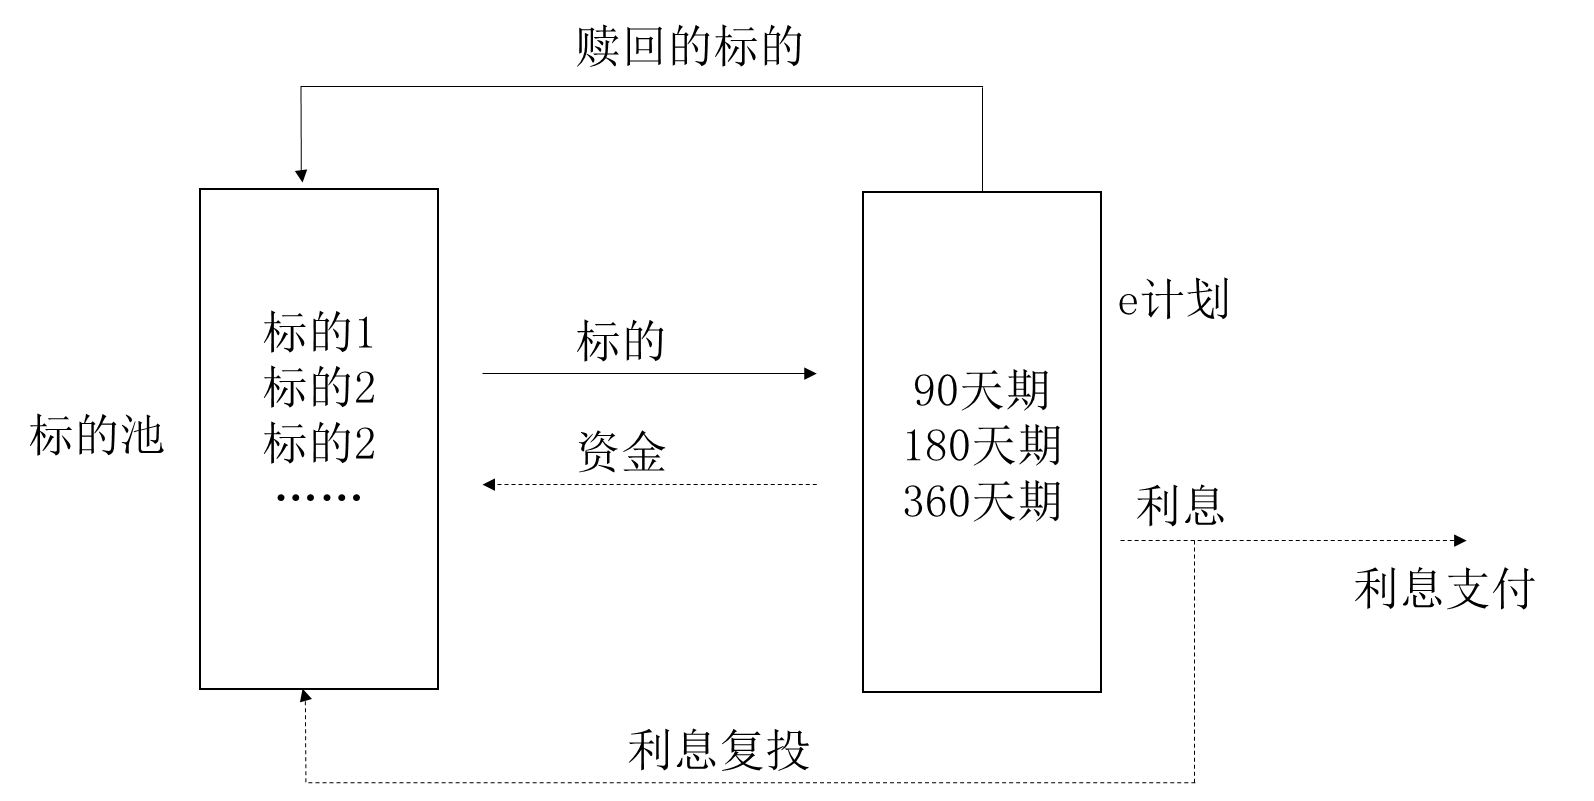 赎回的标的
标的池
标的1
标的2
标的2
……
标的
资金
e计划
90天期
180天期
360天期
利息
利息支付
利息复投